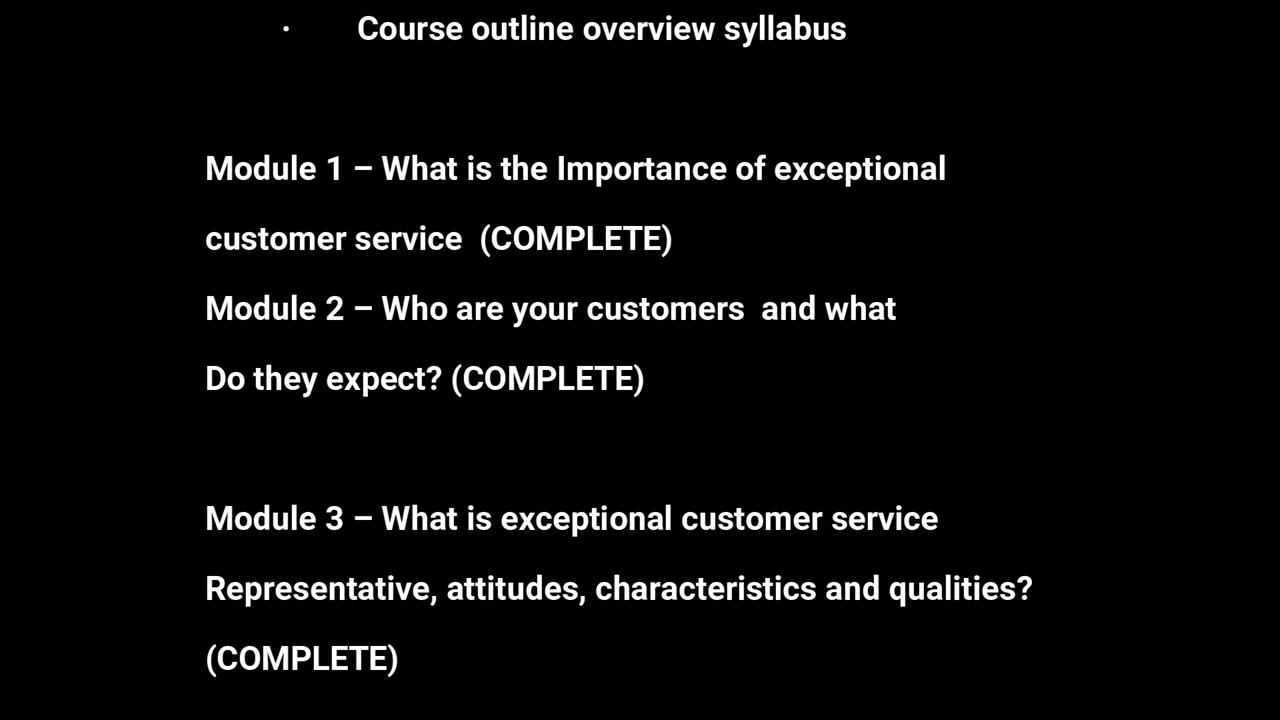 · Course outline overview syllabus
Module 1 – What is the Importance of exceptional
customer service  (COMPLETE)
Module 2 – Who are your customers  and what
Do they expect? (COMPLETE)
Module 3 – What is exceptional customer service
Representative, attitudes, characteristics and qualities?
(COMPLETE)